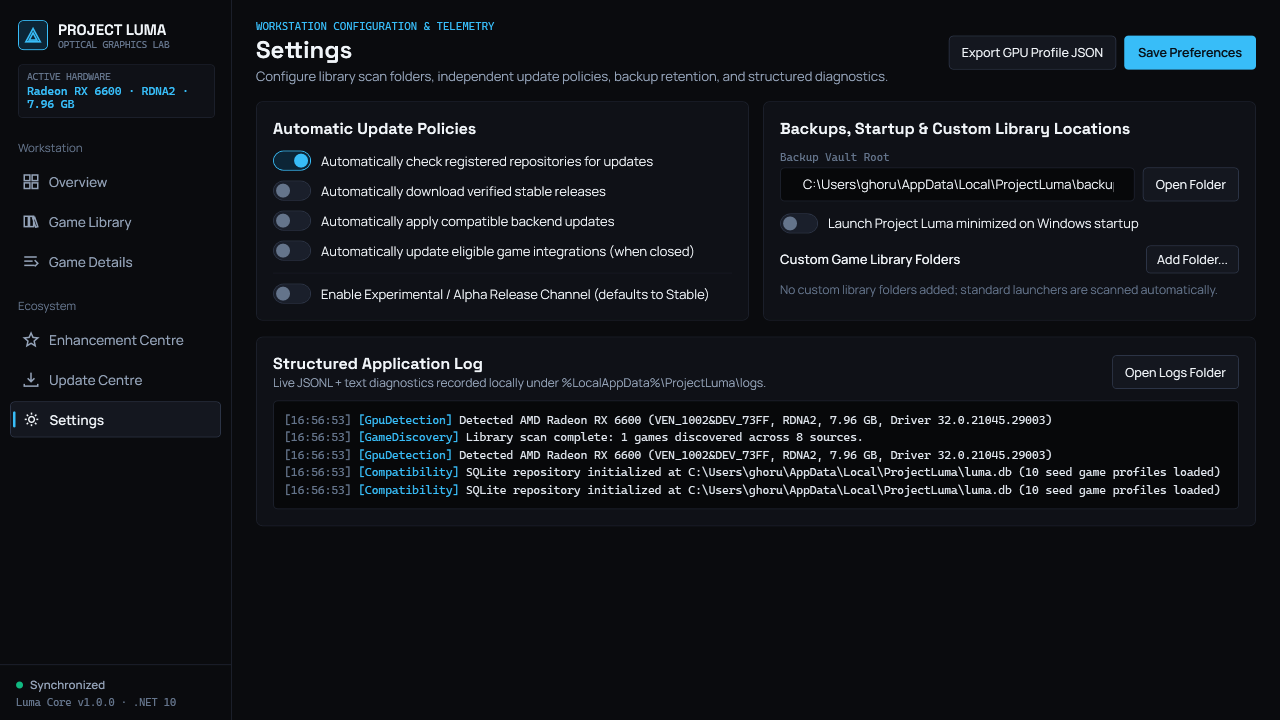 PROJECT LUMA
OPTICAL GRAPHICS LAB
ACTIVE HARDWARE
Radeon RX 6600 · RDNA2 ·
7.96 GB
Workstation
Overview
Game Library
Game Details
Ecosystem
Enhancement Centre
Update Centre
Settings
Synchronized
Luma Core v1.0.0 · .NET 10
WORKSTATION CONFIGURATION & TELEMETRY
Settings
Configure library scan folders, independent update policies, backup retention, and structured diagnostics.
Export GPU Profile JSON
Save Preferences
Automatic Update Policies
Automatically check registered repositories for updates
Automatically download verified stable releases
Automatically apply compatible backend updates
Automatically update eligible game integrations (when closed)
Enable Experimental / Alpha Release Channel (defaults to Stable)
Backups, Startup & Custom Library Locations
Backup Vault Root
C:\Users\ghoru\AppData\Local\ProjectLuma\backu
Open Folder
Launch Project Luma minimized on Windows startup
Custom Game Library Folders
Add Folder...
No custom library folders added; standard launchers are scanned automatically.
Structured Application Log
Live JSONL + text diagnostics recorded locally under %LocalAppData%\ProjectLuma\logs.
Open Logs Folder
[16:56:53] [GpuDetection] Detected AMD Radeon RX 6600 (VEN_1002&DEV_73FF, RDNA2, 7.96 GB, Driver 32.0.21045.29003)
[16:56:53] [GameDiscovery] Library scan complete: 1 games discovered across 8 sources.
[16:56:53] [GpuDetection] Detected AMD Radeon RX 6600 (VEN_1002&DEV_73FF, RDNA2, 7.96 GB, Driver 32.0.21045.29003)
[16:56:53] [Compatibility] SQLite repository initialized at C:\Users\ghoru\AppData\Local\ProjectLuma\luma.db (10 seed game profiles loaded)
[16:56:53] [Compatibility] SQLite repository initialized at C:\Users\ghoru\AppData\Local\ProjectLuma\luma.db (10 seed game profiles loaded)